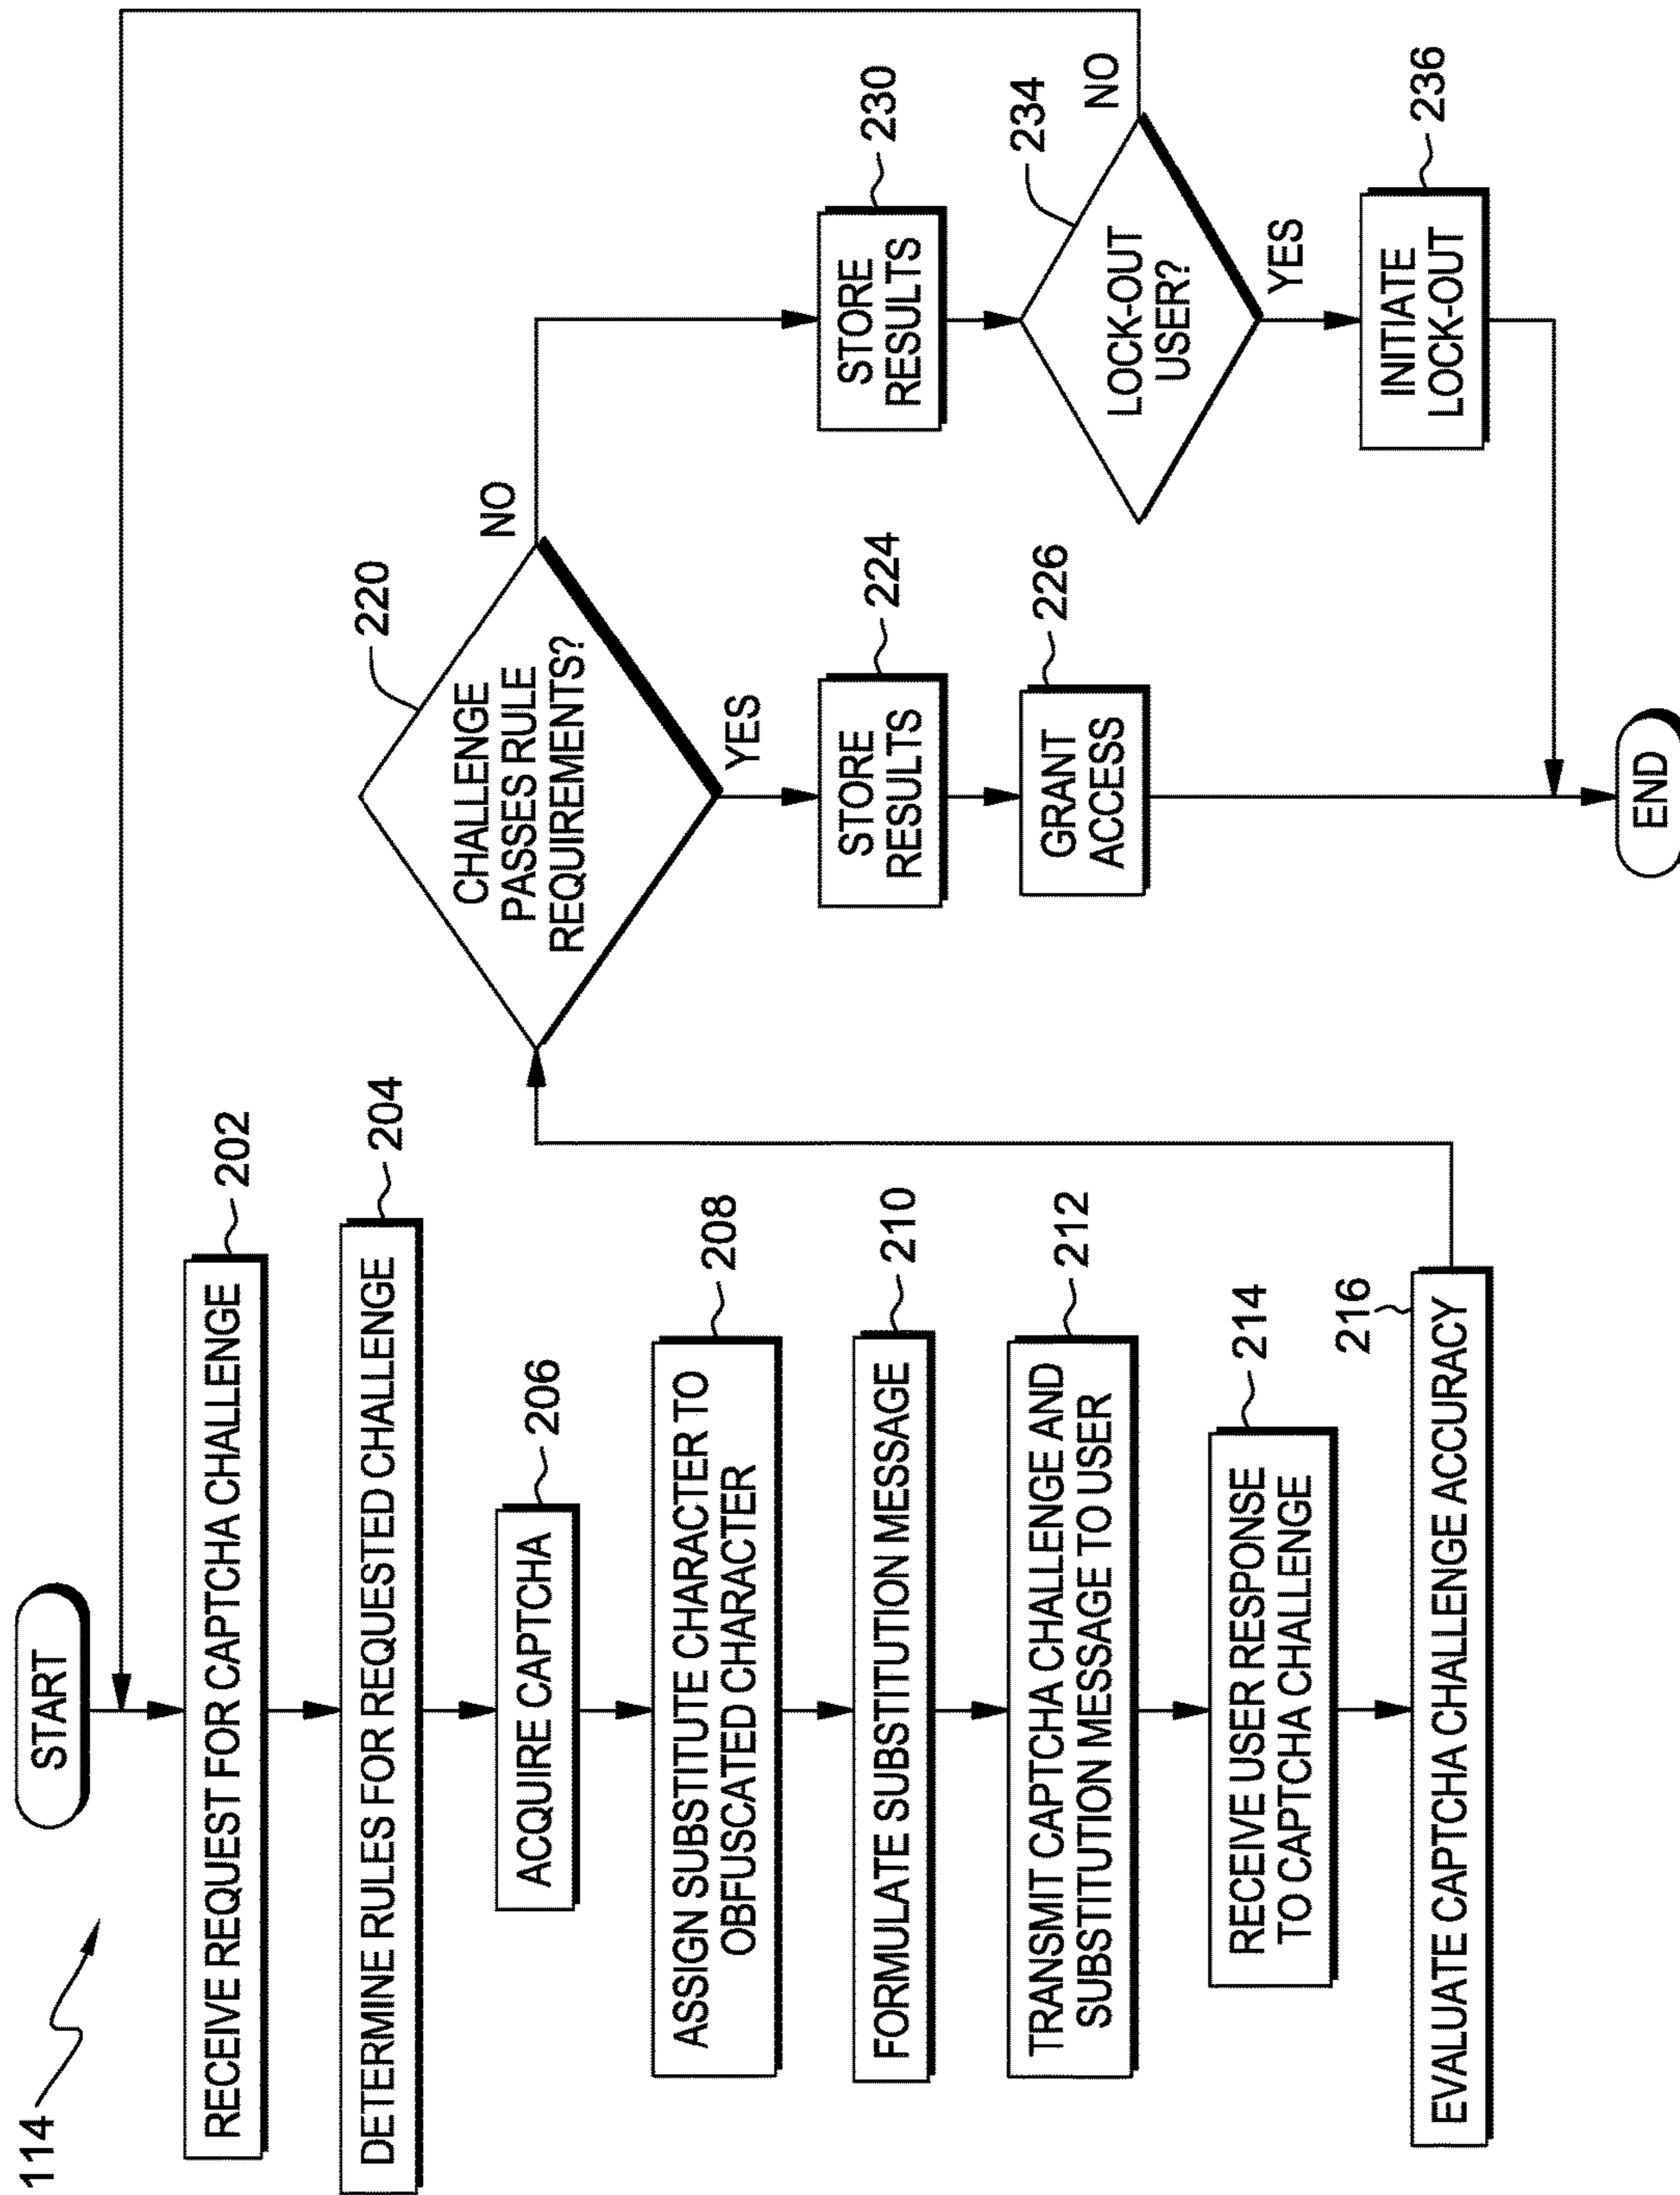 114
START
RECEIVE REQUEST FOR CAPTCHA CHALLENGE
202
DETERMINE RULES FOR REQUESTED CHALLENGE
204
ACQUIRE CAPTCHA
206
ASSIGN SUBSTITUTE CHARACTER TO
OBFUSCATED CHARACTER
208
FORMULATE SUBSTITUTION MESSAGE
210
TRANSMIT CAPTCHA CHALLENGE AND
SUBSTITUTION MESSAGE TO USER
212
RECEIVE USER RESPONSE
TO CAPTCHA CHALLENGE
214
EVALUATE CAPTCHA CHALLENGE ACCURACY
216
CHALLENGE
PASSES RULE
REQUIREMENTS?
220
NO
YES
STORE
RESULTS
224
GRANT
ACCESS
226
STORE
RESULTS
230
LOCK-OUT
USER?
234
NO
YES
INITIATE
LOCK-OUT
236
END